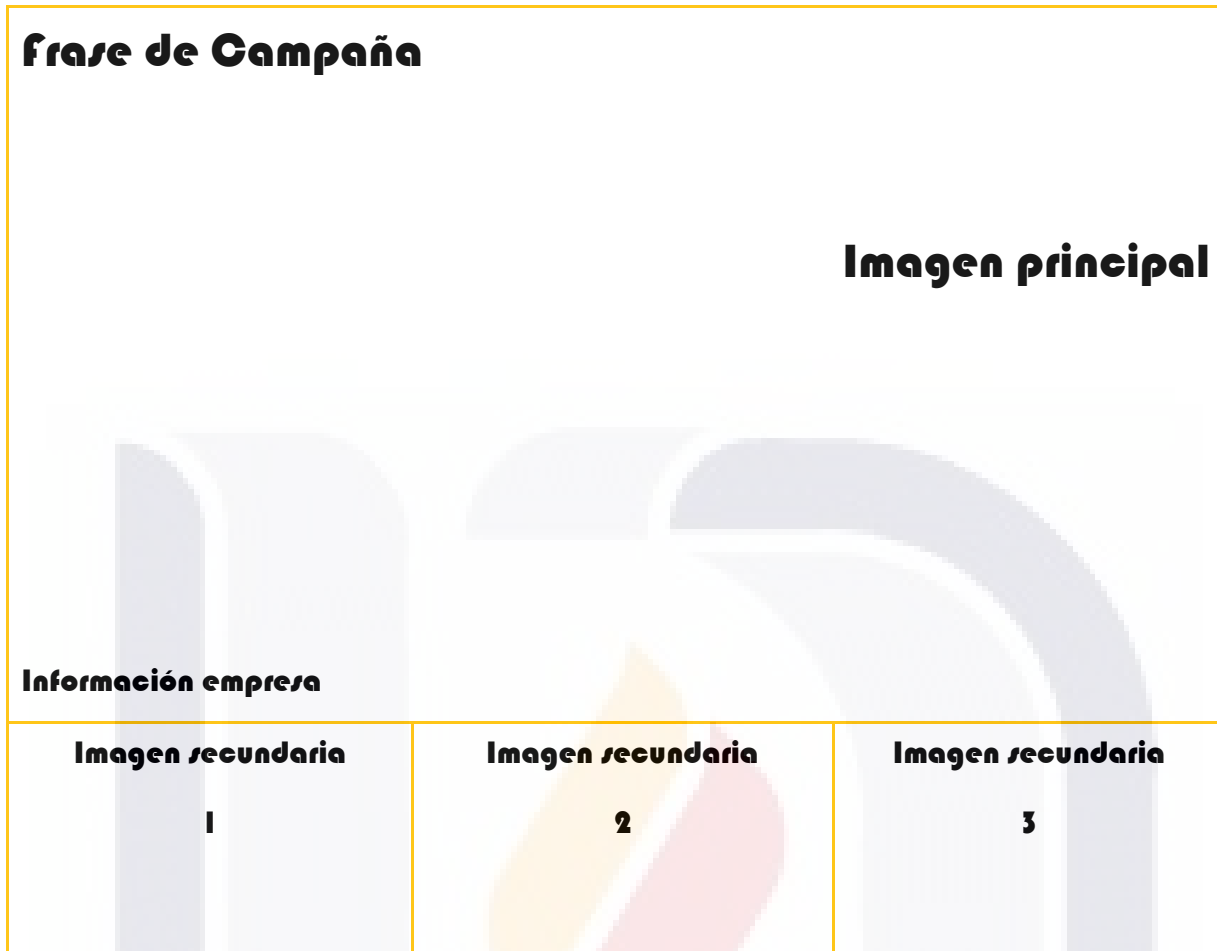 Frase de Campaña
Imagen principal
Información empresa
Imagen secundaria
1
Imagen secundaria
2
Imagen secundaria
3